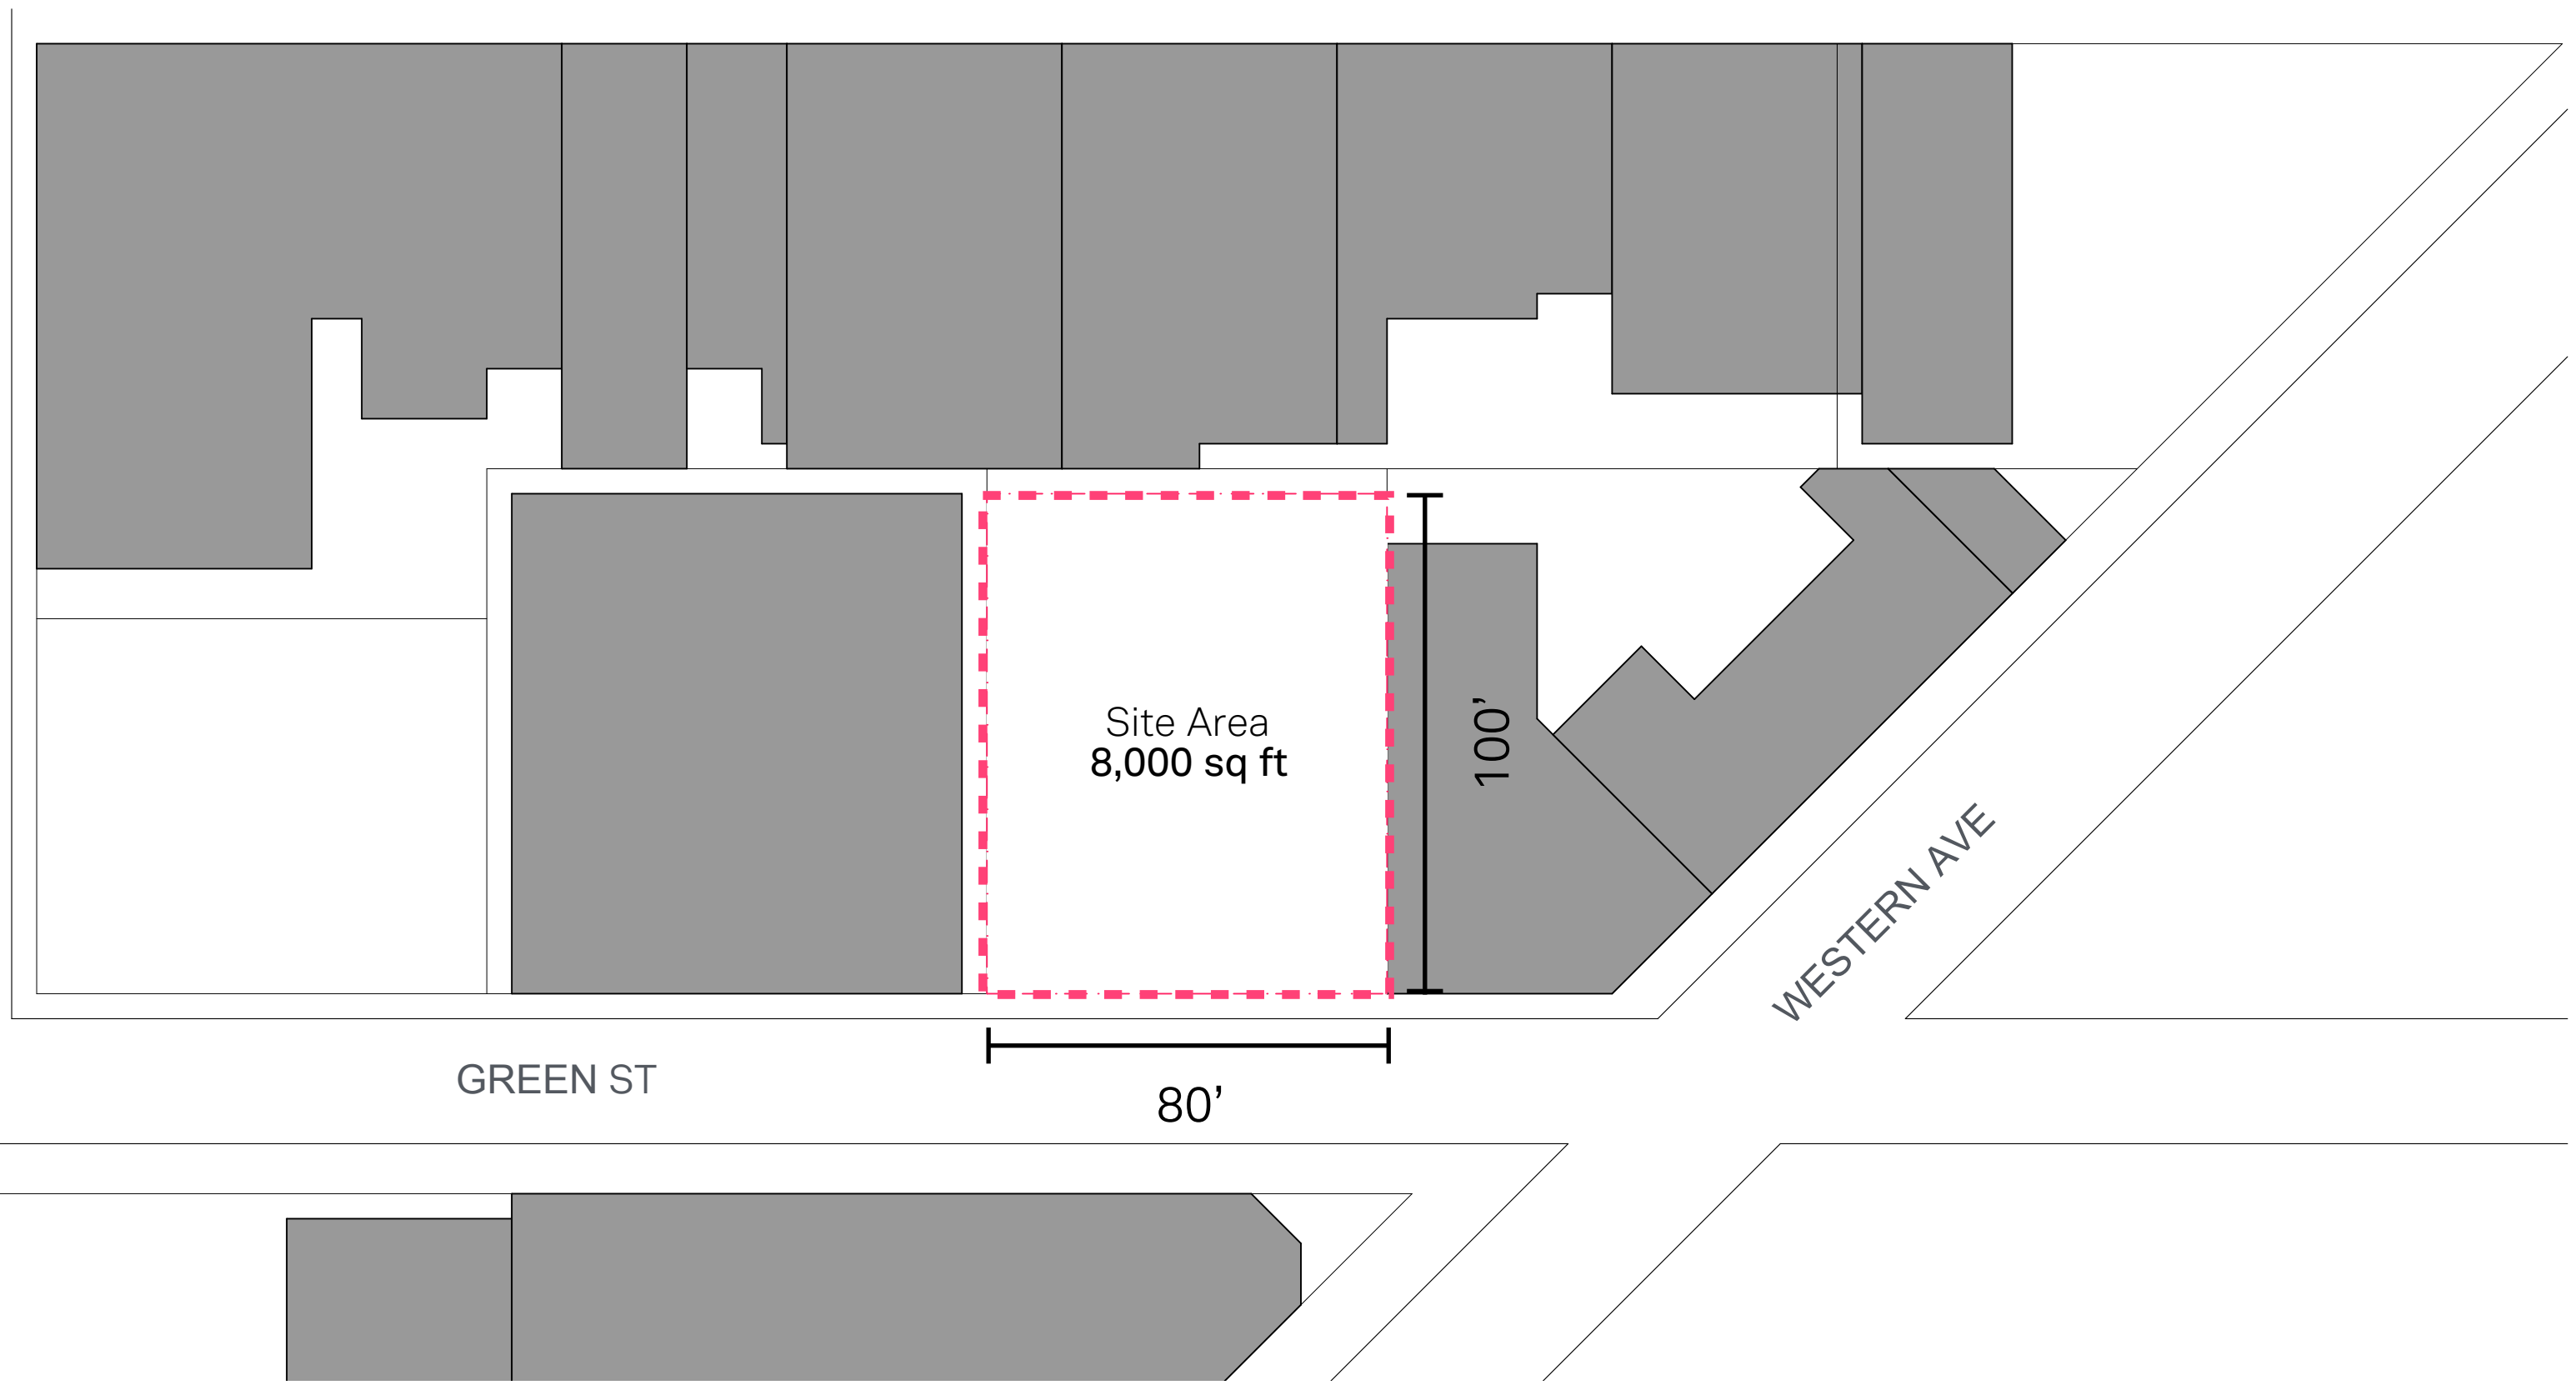 Site Area
8,000 sq ft
100’
WESTERN AVE
GREEN ST
80’